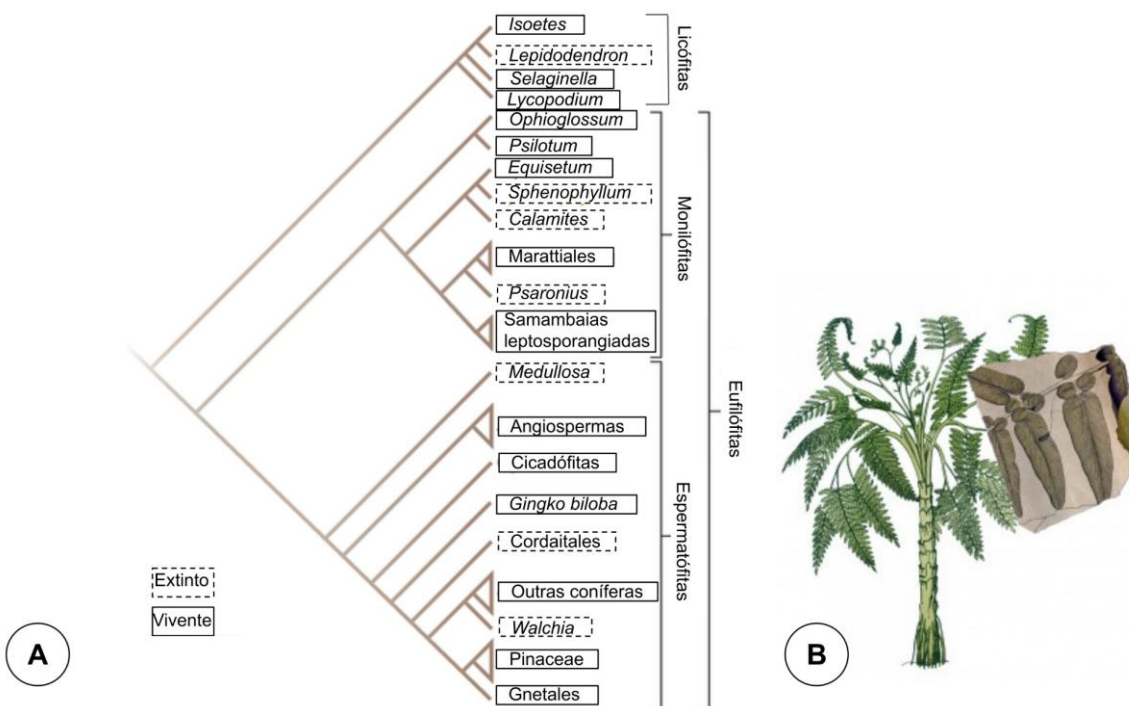 Isoetes
Lepidodendron
Selaginella
Lycopodium
Licófitas
Ophioglossum
Psilotum
Equisetum
Sphenophyllum
Calamites
Marattiales
Psaronius
Samambaias
leptosporangiadas
Monilófitas
Medullosa
Angiospermas
Cicadófitas
Gingko biloba
Cordaitales
Outras coníferas
Walchia
Pinaceae
Gnetales
Espermatófitas
Eufilófitas
Extinto
Vivente
A
B